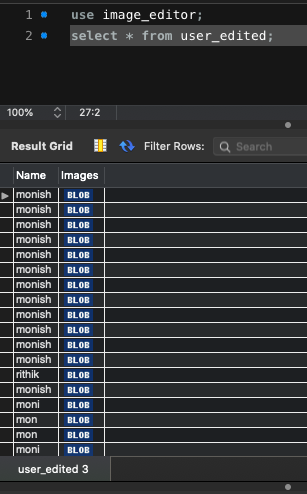 1 use image_editor;
2 select * from user_edited;
100% 27:2
Result Grid Filter Rows: Search
Name Images
monish BLOB
monish BLOB
monish BLOB
monish BLOB
monish BLOB
monish BLOB
monish BLOB
monish BLOB
monish BLOB
monish BLOB
monish BLOB
monish BLOB
rithik BLOB
monish BLOB
moni BLOB
mon BLOB
mon BLOB
moni BLOB
user_edited 3